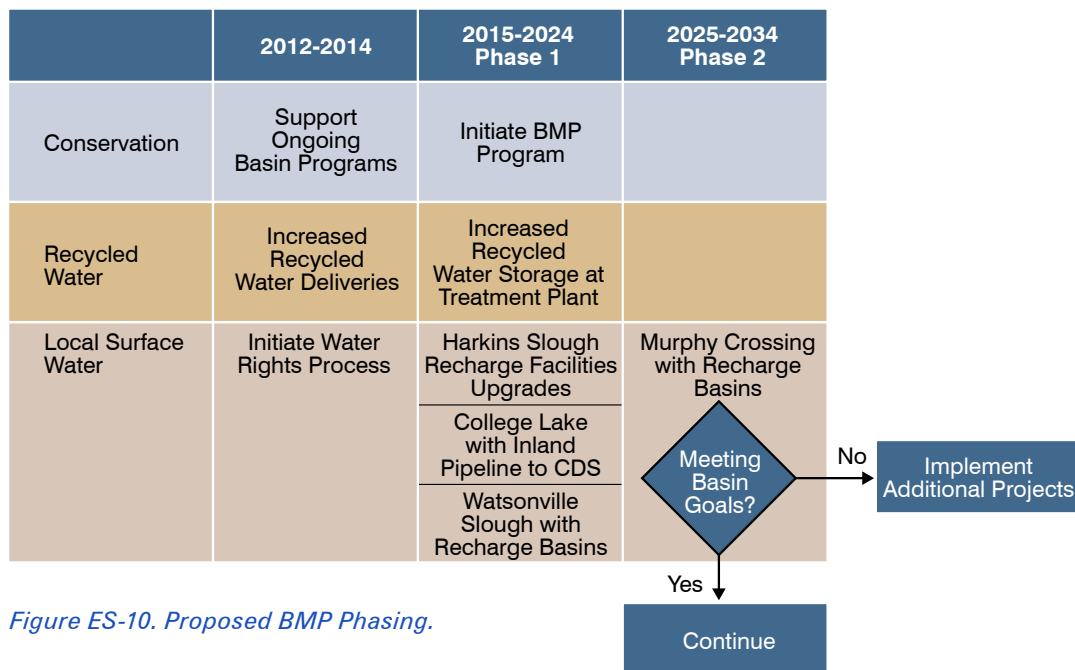 2012-2014
2015-2024
Phase 1
2025-2034
Phase 2
Conservation
Support
Ongoing
Basin Programs
Initiate BMP
Program
Recycled
Water
Increased
Recycled
Water Deliveries
Increased
Recycled
Water Storage at
Treatment Plant
Local Surface
Water
Initiate Water
Rights Process
Harkins Slough
Recharge Facilities
Upgrades
College Lake
with Inland
Pipeline to CDS
Watsonville
Slough with
Recharge Basins
Murphy Crossing
with Recharge
Basins
Meeting
Basin
Goals?
No
Implement
Additional Projects
Yes
Continue
Figure ES-10. Proposed BMP Phasing.